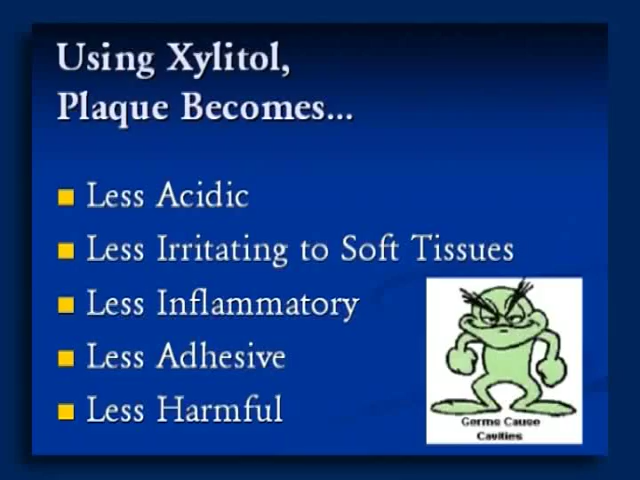 Using Xylitol,
Plaque Becomes...
Less Acidic
Less Irritating to Soft Tissues
Less Inflammatory
Less Adhesive
Less Harmful
Germs Cause
Cavities